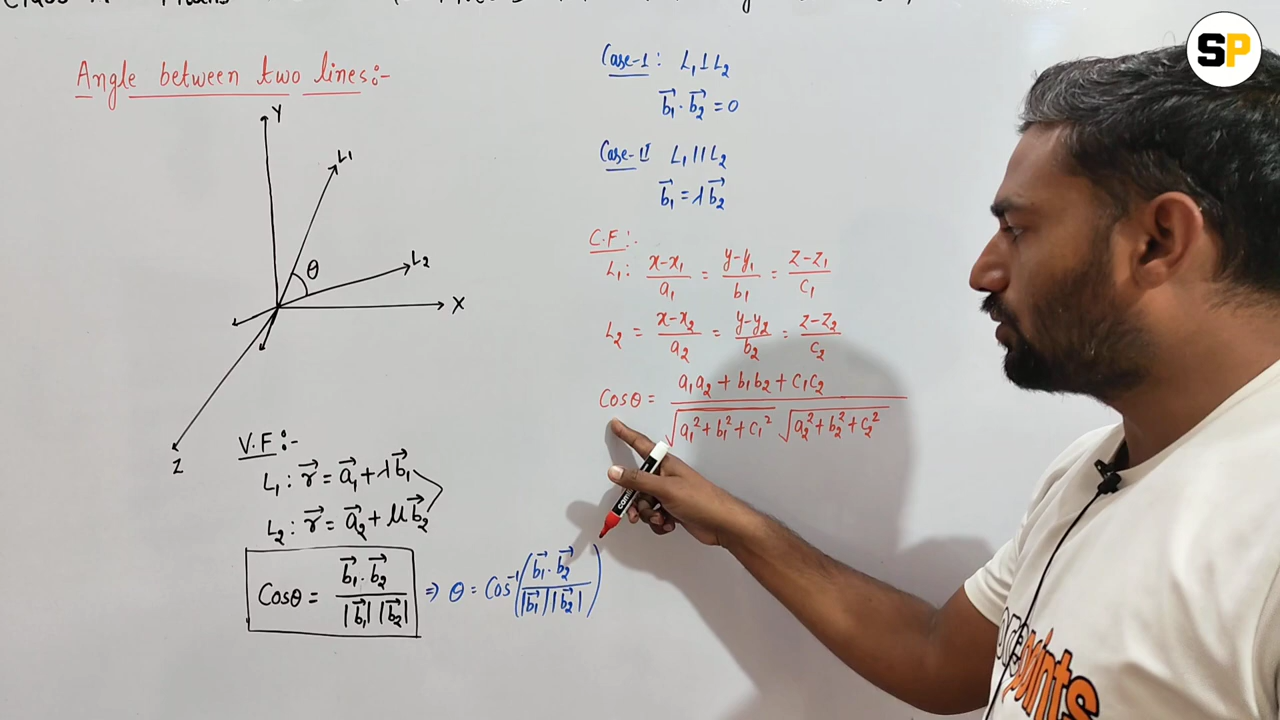 SP
Angle between two lines:-
Y
L1
θ
L2
X
Z
V.F:-
L1: r⃗ = a⃗1 + λb⃗1
L2: r⃗ = a⃗2 + μb⃗2
Cosθ = b⃗1 . b⃗2 / |b⃗1| |b⃗2| ⇒ θ = Cos⁻¹(b⃗1 . b⃗2 / |b⃗1| |b⃗2|)
Case-I: L1 ⊥ L2
b⃗1 . b⃗2 = 0
Case-II L1 || L2
b⃗1 = λb⃗2
C.F:-
L1: x-x1/a1 = y-y1/b1 = z-z1/c1
L2 = x-x2/a2 = y-y2/b2 = z-z2/c2
Cosθ = a1a2 + b1b2 + c1c2 / √(a1²+b1²+c1²) √(a2²+b2²+c2²)
points